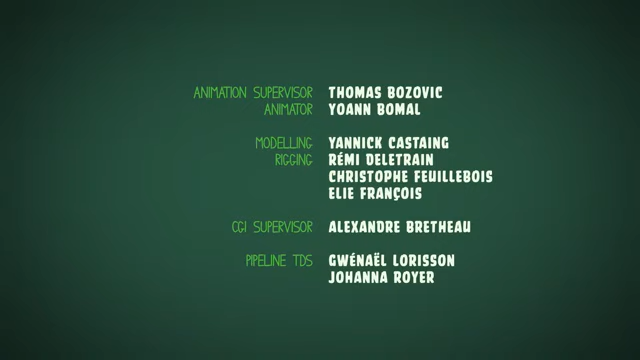 ANIMATION SUPERVISOR THOMAS BOZOVIC
ANIMATOR YOANN BOMAL
MODELLING YANNICK CASTAING
RIGGING RÉMI DELETRAIN
CHRISTOPHE FEUILLEBOIS
ELIE FRANÇOIS
CGI SUPERVISOR ALEXANDRE BRETHEAU
PIPELINE TDS GWÉNAËL LORISSON
JOHANNA ROYER